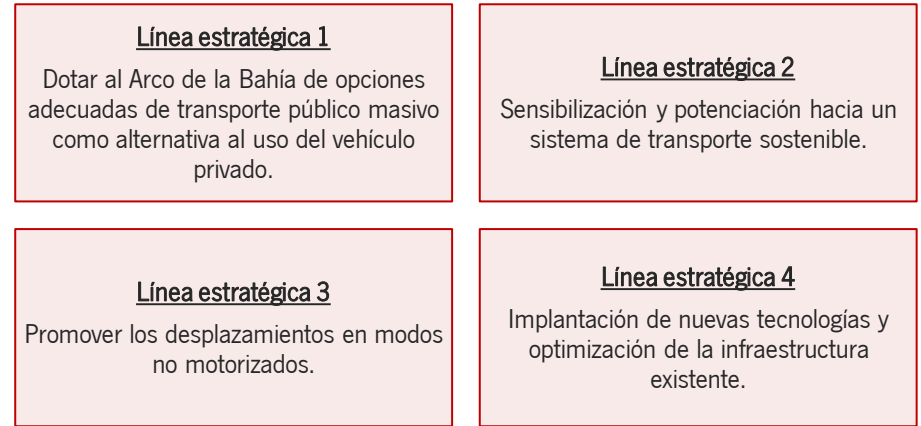 Línea estratégica 1
Dotar al Arco de la Bahía de opciones
adecuadas de transporte público masivo
como alternativa al uso del vehículo
privado.
Línea estratégica 2
Sensibilización y potenciación hacia un
sistema de transporte sostenible.
Línea estratégica 3
Promover los desplazamientos en modos
no motorizados.
Línea estratégica 4
Implantación de nuevas tecnologías y
optimización de la infraestructura
existente.